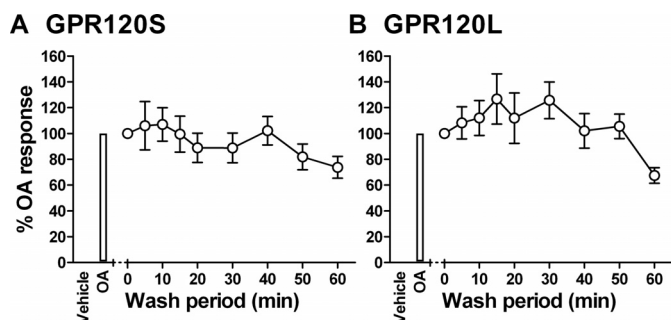 A GPR120S
B GPR120L
% OA response
160
140
120
100
80
60
40
20
0
Vehicle
OA
0 10 20 30 40 50 60
Wash period (min)
160
140
120
100
80
60
40
20
0
Vehicle
OA
0 10 20 30 40 50 60
Wash period (min)